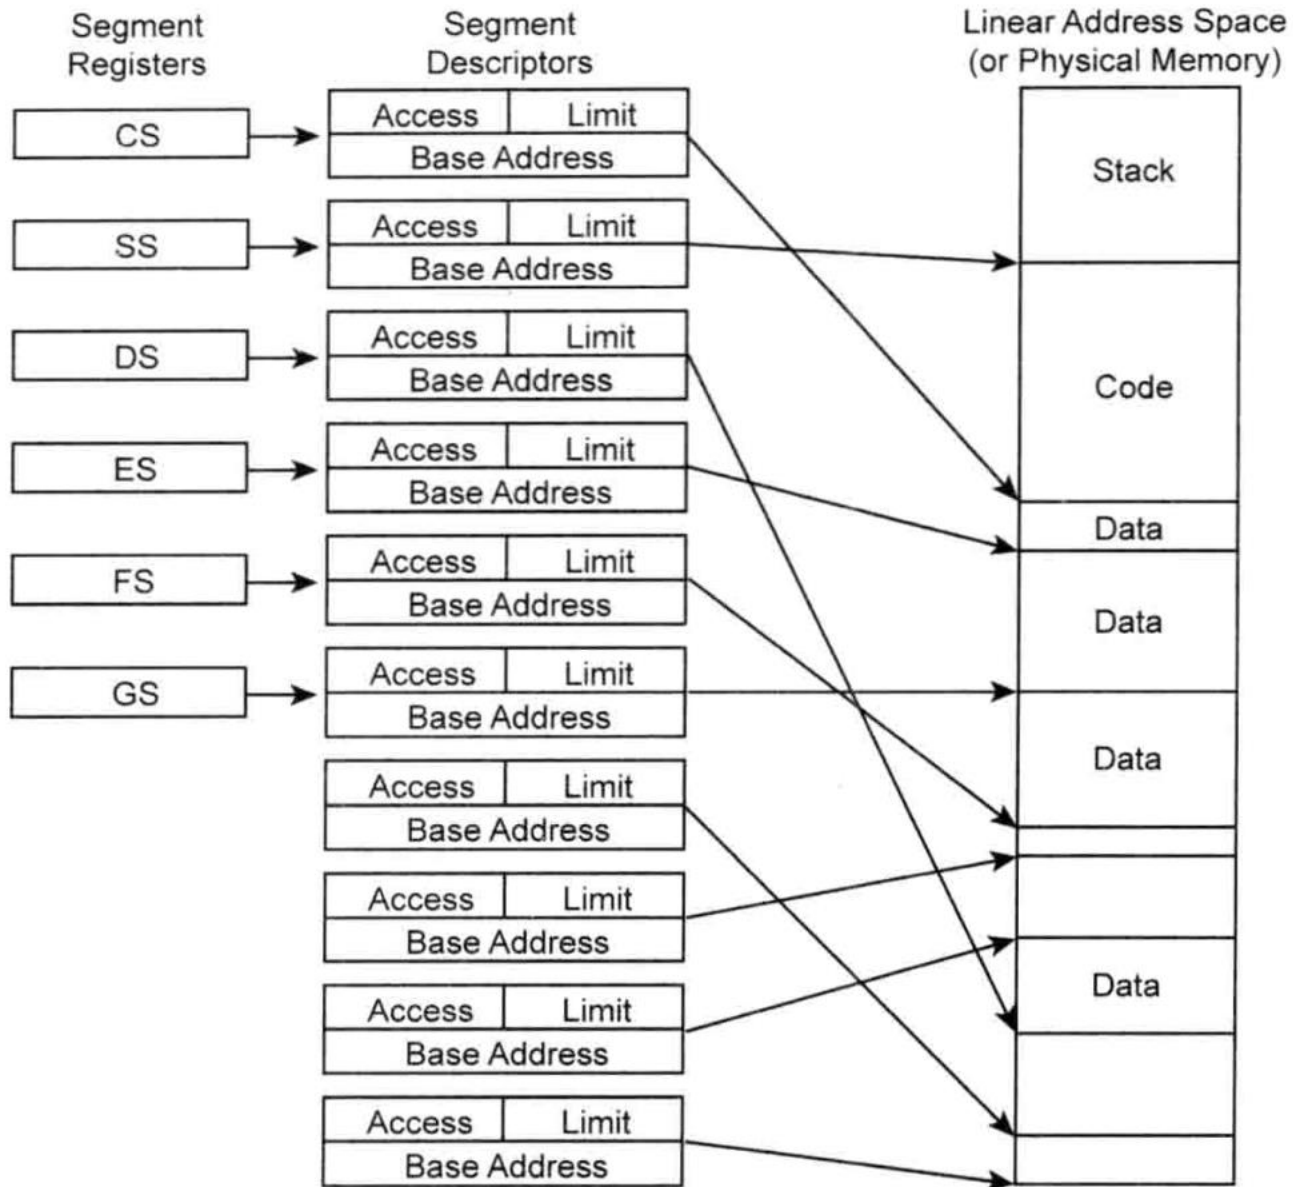 Segment
Registers
Segment
Descriptors
Linear Address Space
(or Physical Memory)
CS
Access Limit
Base Address
Stack
SS
Access Limit
Base Address
DS
Access Limit
Base Address
Code
ES
Access Limit
Base Address
Data
FS
Access Limit
Base Address
Data
GS
Access Limit
Base Address
Data
Access Limit
Base Address
Access Limit
Base Address
Access Limit
Base Address
Data
Access Limit
Base Address